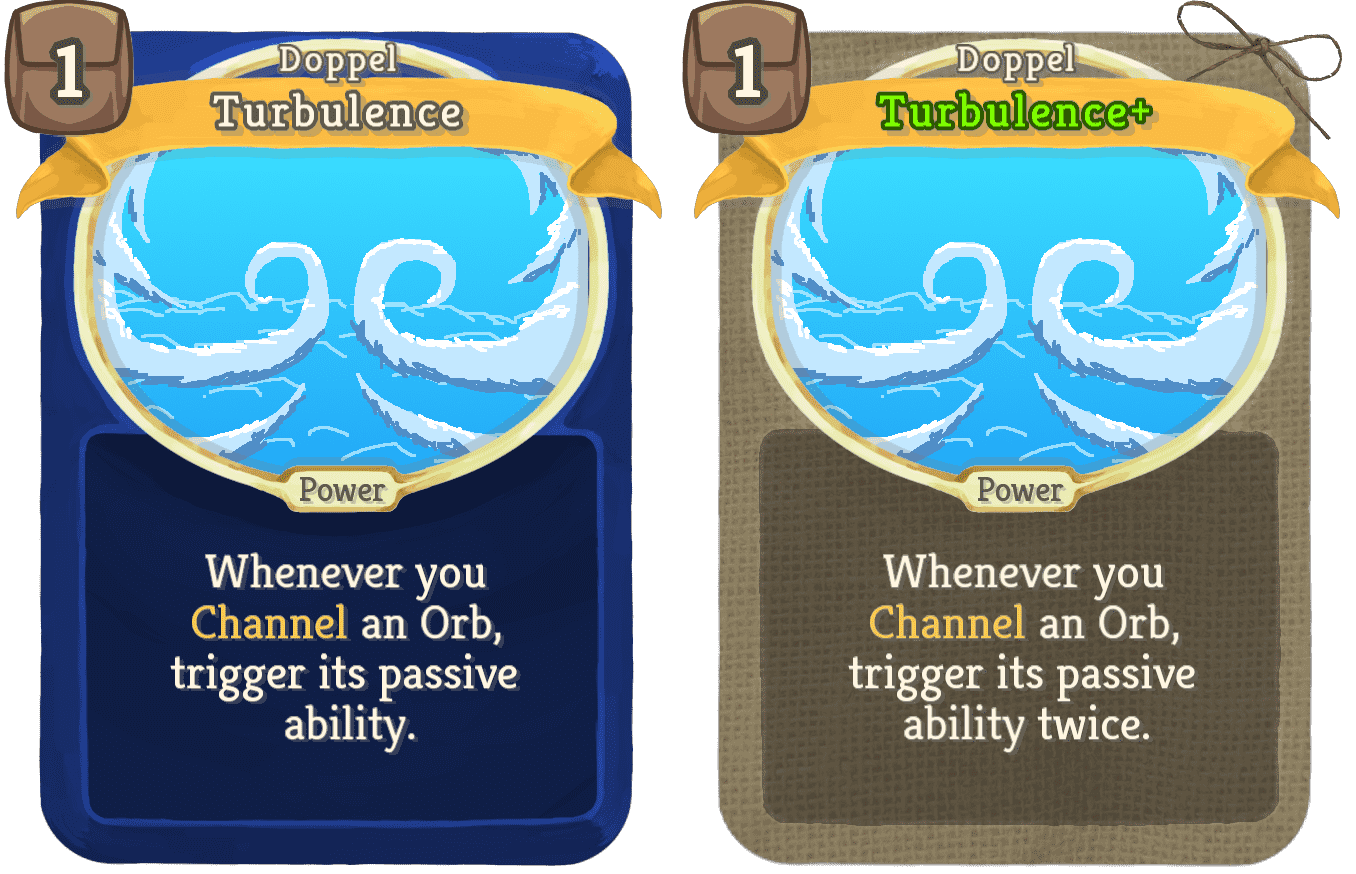 1
Doppel
Turbulence
Power
Whenever you
Channel an Orb,
trigger its passive
ability.
1
Doppel
Turbulence+
Power
Whenever you
Channel an Orb,
trigger its passive
ability twice.